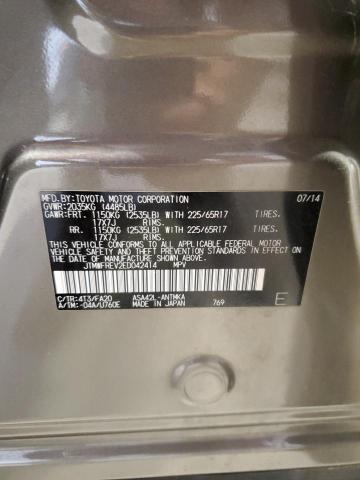 MFD.BY:TOYOTA MOTOR CORPORATION 07/14
GVWR:2035KG (4485LB)
GAWR:FRT. 1150KG (2535LB) WITH 225/65R17 TIRES.
17X7J RIMS.
RR. 1150KG (2535LB) WITH 225/65R17 TIRES.
17X7J RIMS.
THIS VEHICLE CONFORMS TO ALL APPLICABLE FEDERAL MOTOR
VEHICLE SAFETY, BUMPER, AND THEFT PREVENTION STANDARDS IN EFFECT ON
THE DATE OF MANUFACTURE SHOWN ABOVE.
JTMWFREV2ED042414 MPV
C/TR:4T3/FA20 ASA42L-ANTMKA
A/TM:-04A/U760E MADE IN JAPAN 769 E